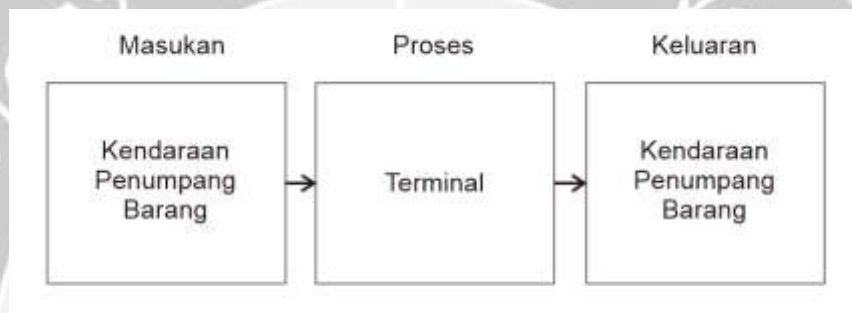 Masukan
Proses
Keluaran
Kendaraan
Penumpang
Barang
Terminal
Kendaraan
Penumpang
Barang